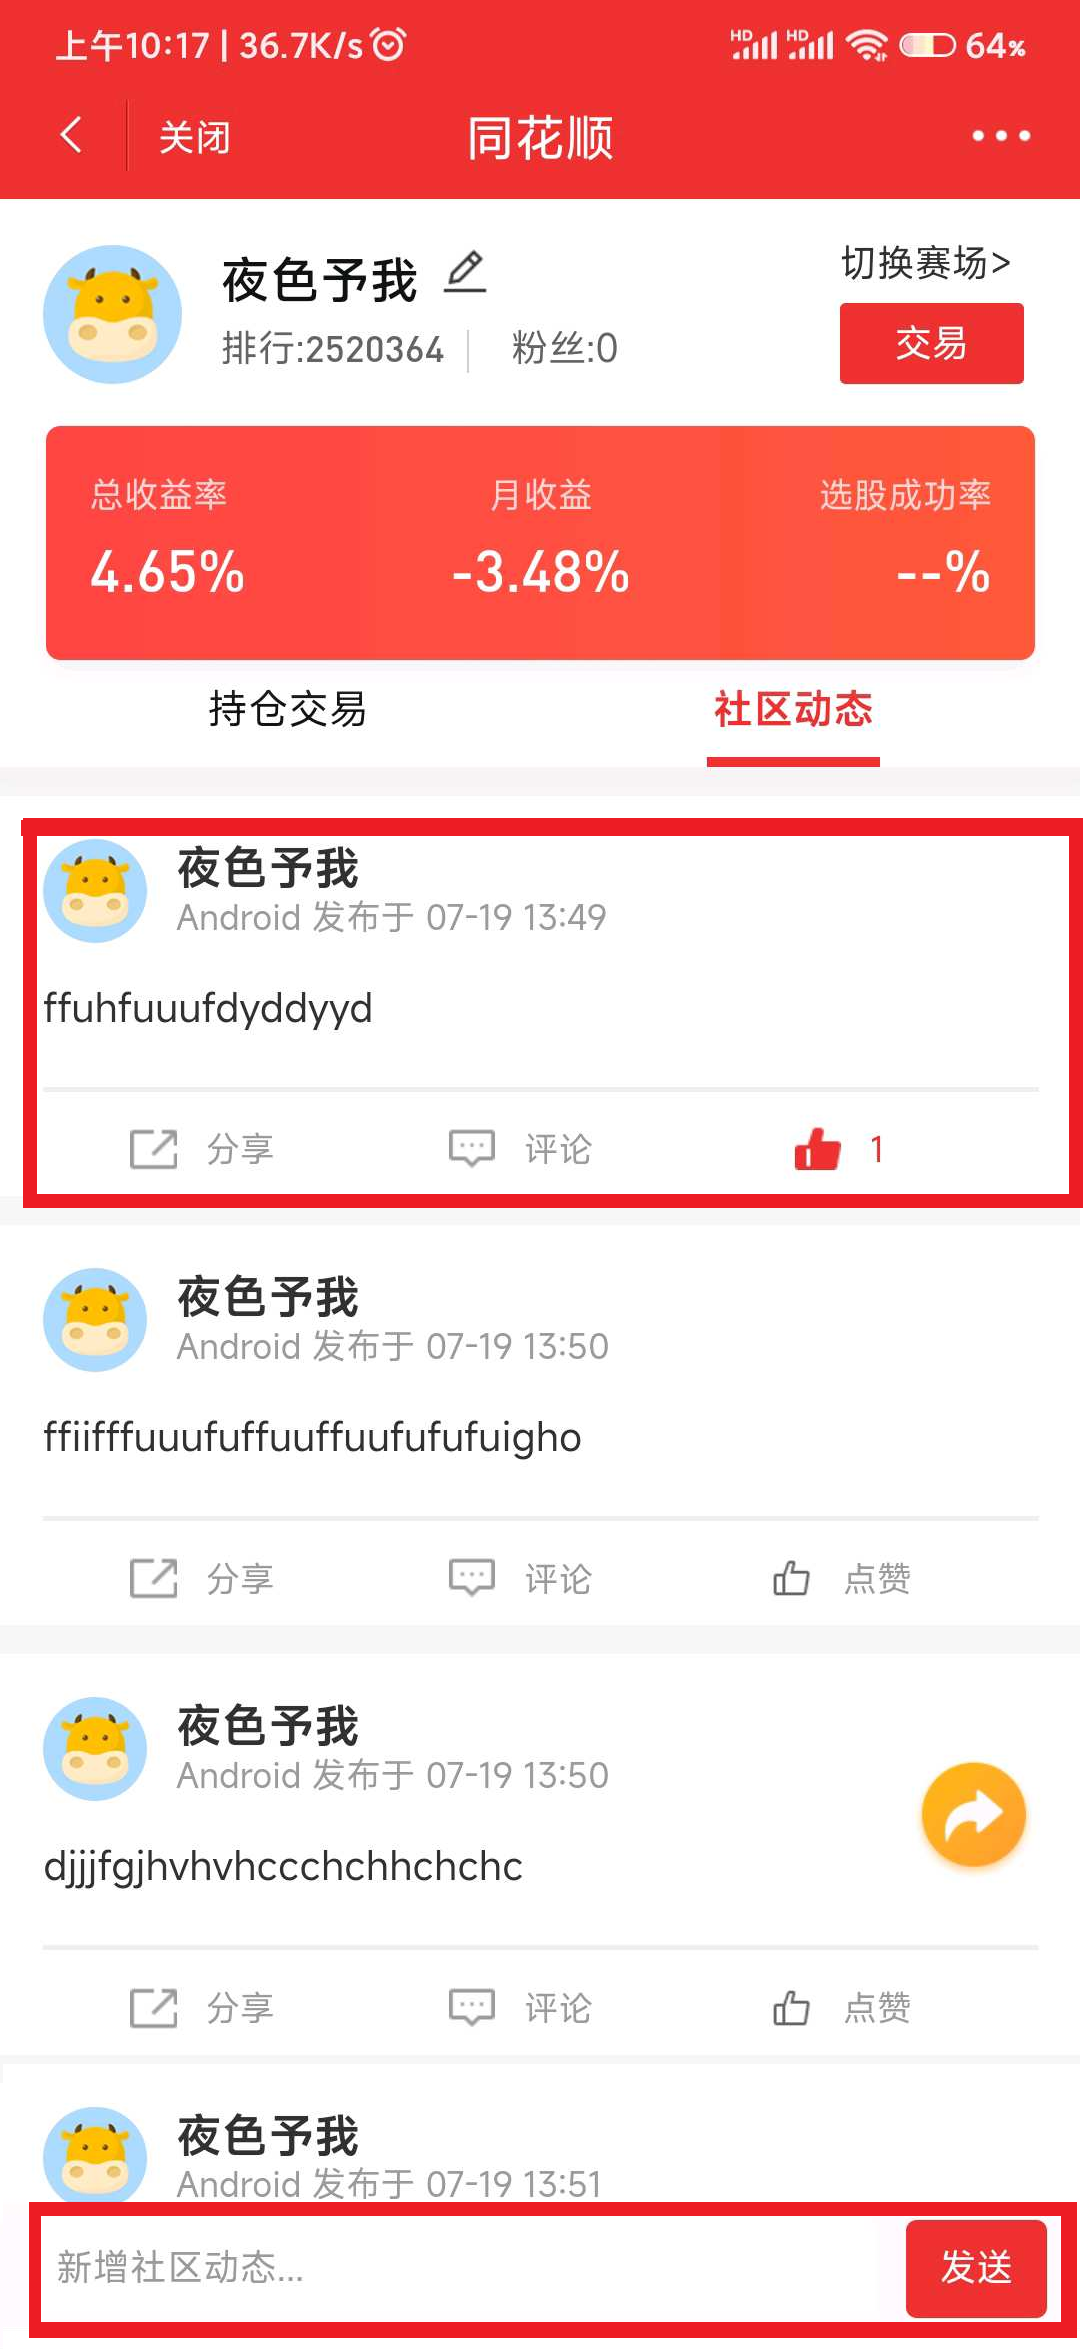 上午10:17 | 36.7K/s HD HD 64%
关闭 同花顺
夜色予我 切换赛场>
排行:2520364 粉丝:0 交易
总收益率 月收益 选股成功率
4.65% -3.48% --%
持仓交易 社区动态
夜色予我
Android 发布于 07-19 13:49
ffuhfuuufdyddyyd
分享 评论 1
夜色予我
Android 发布于 07-19 13:50
ffiifffuuufuffuuffuufufufuigho
分享 评论 点赞
夜色予我
Android 发布于 07-19 13:50
djjjfgjhvhvhccchchhchchc
分享 评论 点赞
夜色予我
Android 发布于 07-19 13:51
新增社区动态... 发送